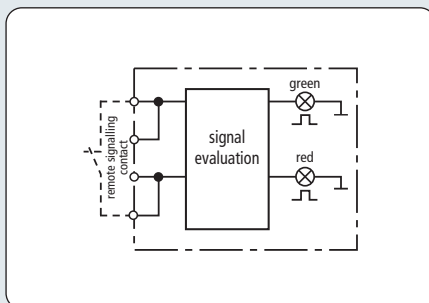 green
signal
evaluation
red
remote signalling
contact